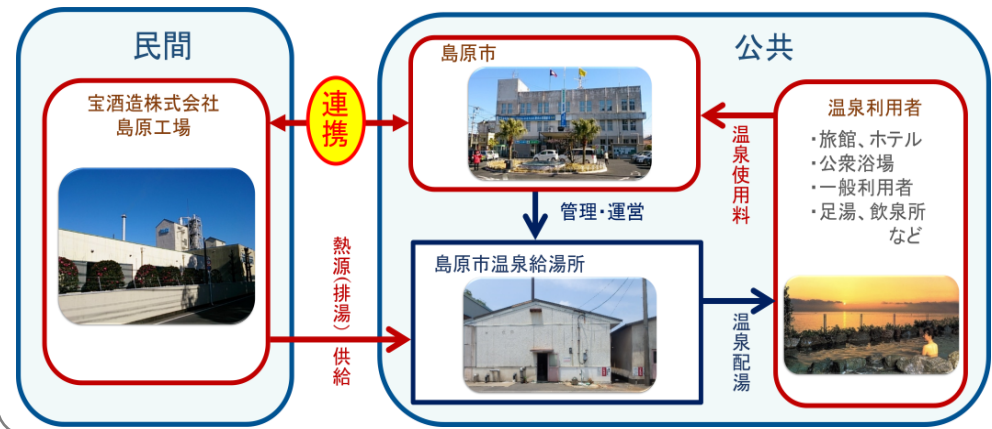 民間
宝酒造株式会社
島原工場
連携
熱源(排湯) 供給
公共
島原市
管理・運営
島原市温泉給湯所
温泉使用料
温泉配湯
温泉利用者
・旅館、ホテル
・公衆浴場
・一般利用者
・足湯、飲泉所
など